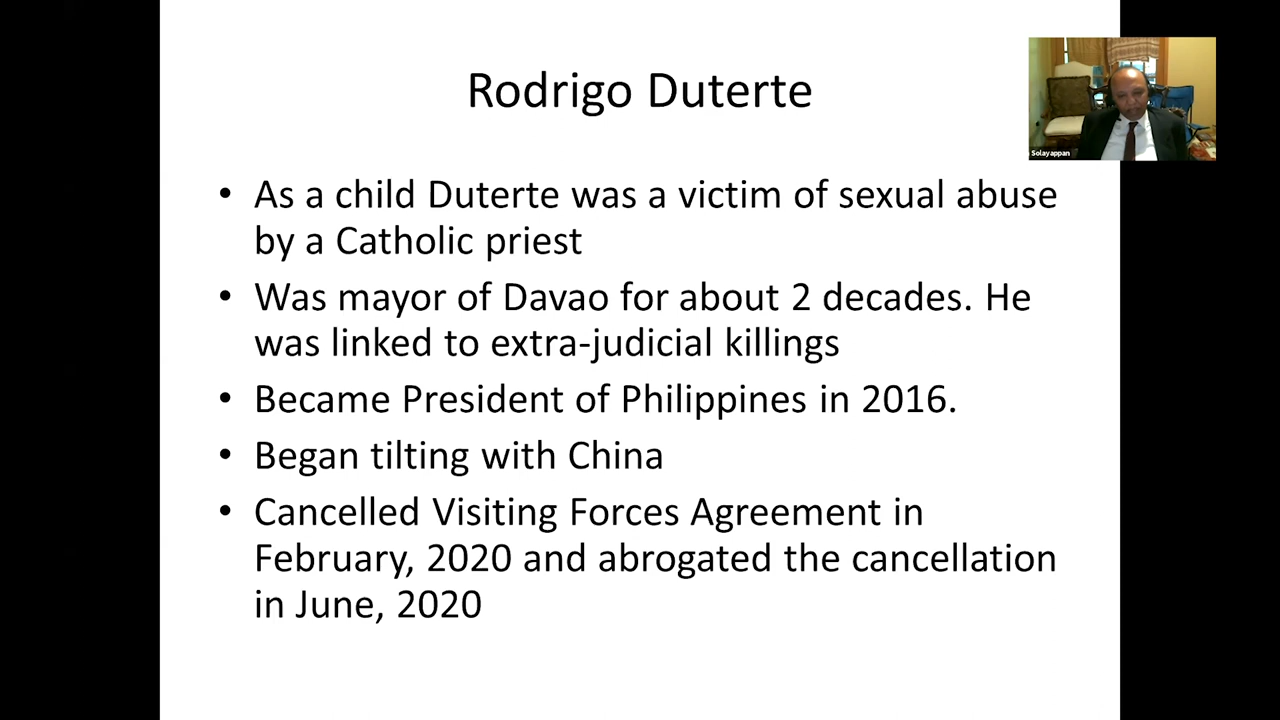 Rodrigo Duterte
Solayappan
• As a child Duterte was a victim of sexual abuse
by a Catholic priest
• Was mayor of Davao for about 2 decades. He
was linked to extra-judicial killings
• Became President of Philippines in 2016.
• Began tilting with China
• Cancelled Visiting Forces Agreement in
February, 2020 and abrogated the cancellation
in June, 2020